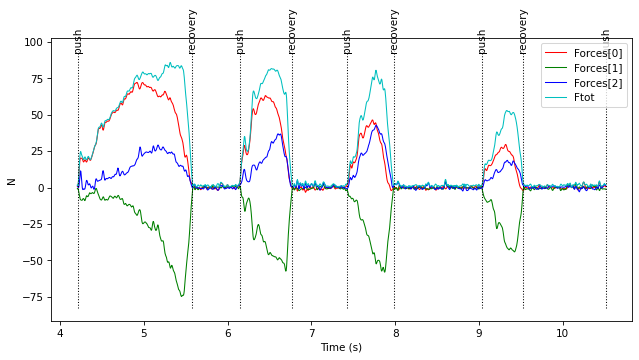 push
recovery
push
recovery
push
recovery
push
recovery
push
100
75
50
25
0
−25
−50
−75
N
Forces[0]
Forces[1]
Forces[2]
Ftot
4
5
6
7
8
9
10
Time (s)